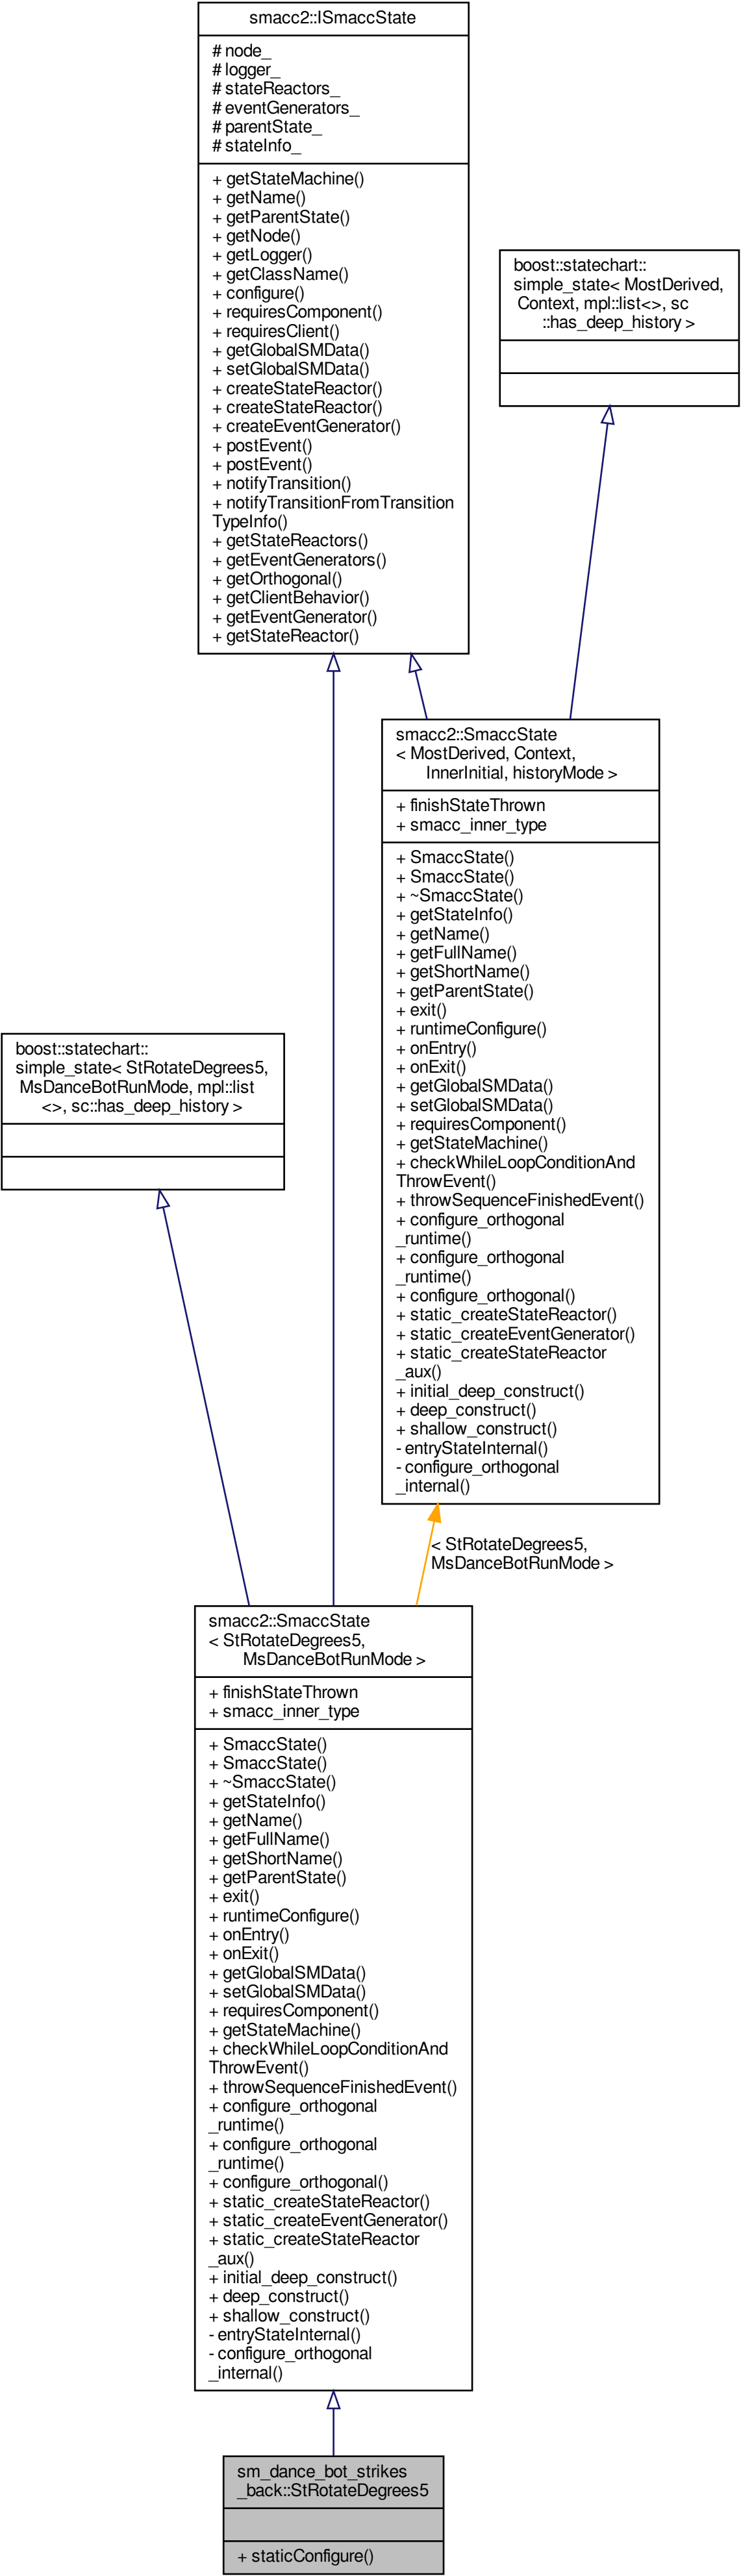 smacc2::ISmaccState
# node_
# logger_
# stateReactors_
# eventGenerators_
# parentState_
# stateInfo_
+ getStateMachine()
+ getName()
+ getParentState()
+ getNode()
+ getLogger()
+ getClassName()
+ configure()
+ requiresComponent()
+ requiresClient()
+ getGlobalSMData()
+ setGlobalSMData()
+ createStateReactor()
+ createStateReactor()
+ createEventGenerator()
+ postEvent()
+ postEvent()
+ notifyTransition()
+ notifyTransitionFromTransition
TypeInfo()
+ getStateReactors()
+ getEventGenerators()
+ getOrthogonal()
+ getClientBehavior()
+ getEventGenerator()
+ getStateReactor()
boost::statechart::
simple_state< MostDerived,
Context, mpl::list<>, sc
::has_deep_history >
smacc2::SmaccState
< MostDerived, Context,
InnerInitial, historyMode >
+ finishStateThrown
+ smacc_inner_type
+ SmaccState()
+ SmaccState()
+ ~SmaccState()
+ getStateInfo()
+ getName()
+ getFullName()
+ getShortName()
+ getParentState()
+ exit()
+ runtimeConfigure()
+ onEntry()
+ onExit()
+ getGlobalSMData()
+ setGlobalSMData()
+ requiresComponent()
+ getStateMachine()
+ checkWhileLoopConditionAnd
ThrowEvent()
+ throwSequenceFinishedEvent()
+ configure_orthogonal
_runtime()
+ configure_orthogonal
_runtime()
+ configure_orthogonal()
+ static_createStateReactor()
+ static_createEventGenerator()
+ static_createStateReactor
_aux()
+ initial_deep_construct()
+ deep_construct()
+ shallow_construct()
- entryStateInternal()
- configure_orthogonal
_internal()
boost::statechart::
simple_state< StRotateDegrees5,
MsDanceBotRunMode, mpl::list
<>, sc::has_deep_history >
< StRotateDegrees5,
MsDanceBotRunMode >
smacc2::SmaccState
< StRotateDegrees5,
MsDanceBotRunMode >
+ finishStateThrown
+ smacc_inner_type
+ SmaccState()
+ SmaccState()
+ ~SmaccState()
+ getStateInfo()
+ getName()
+ getFullName()
+ getShortName()
+ getParentState()
+ exit()
+ runtimeConfigure()
+ onEntry()
+ onExit()
+ getGlobalSMData()
+ setGlobalSMData()
+ requiresComponent()
+ getStateMachine()
+ checkWhileLoopConditionAnd
ThrowEvent()
+ throwSequenceFinishedEvent()
+ configure_orthogonal
_runtime()
+ configure_orthogonal
_runtime()
+ configure_orthogonal()
+ static_createStateReactor()
+ static_createEventGenerator()
+ static_createStateReactor
_aux()
+ initial_deep_construct()
+ deep_construct()
+ shallow_construct()
- entryStateInternal()
- configure_orthogonal
_internal()
sm_dance_bot_strikes
_back::StRotateDegrees5
+ staticConfigure()